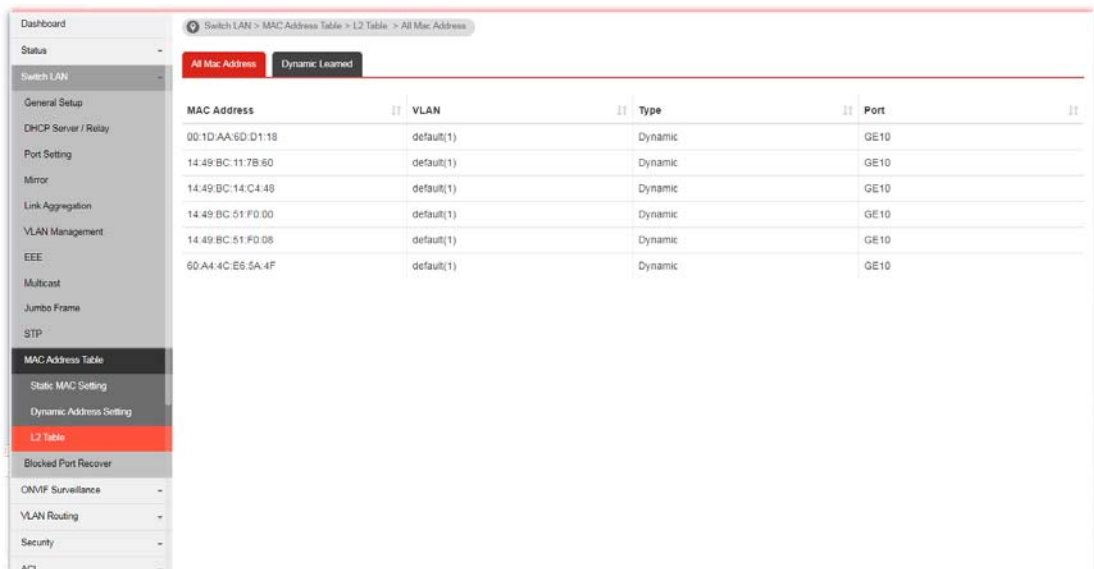 Dashboard
Status
Switch LAN
General Setup
DHCP Server / Relay
Port Setting
Mirror
Link Aggregation
VLAN Management
EEE
Multicast
Jumbo Frame
STP
MAC Address Table
Static MAC Setting
Dynamic Address Setting
L2 Table
Blocked Port Recover
ONVIF Surveillance
VLAN Routing
Security
ACL
Switch LAN > MAC Address Table > L2 Table > All Mac Address
All Mac Address Dynamic Learned
MAC Address VLAN Type Port
00:1D:AA:6D:D1:18 default(1) Dynamic GE10
14:49:BC:11:7B:60 default(1) Dynamic GE10
14:49:BC:14:C4:48 default(1) Dynamic GE10
14:49:BC:51:F0:00 default(1) Dynamic GE10
14:49:BC:51:F0:08 default(1) Dynamic GE10
60:A4:4C:E6:5A:4F default(1) Dynamic GE10